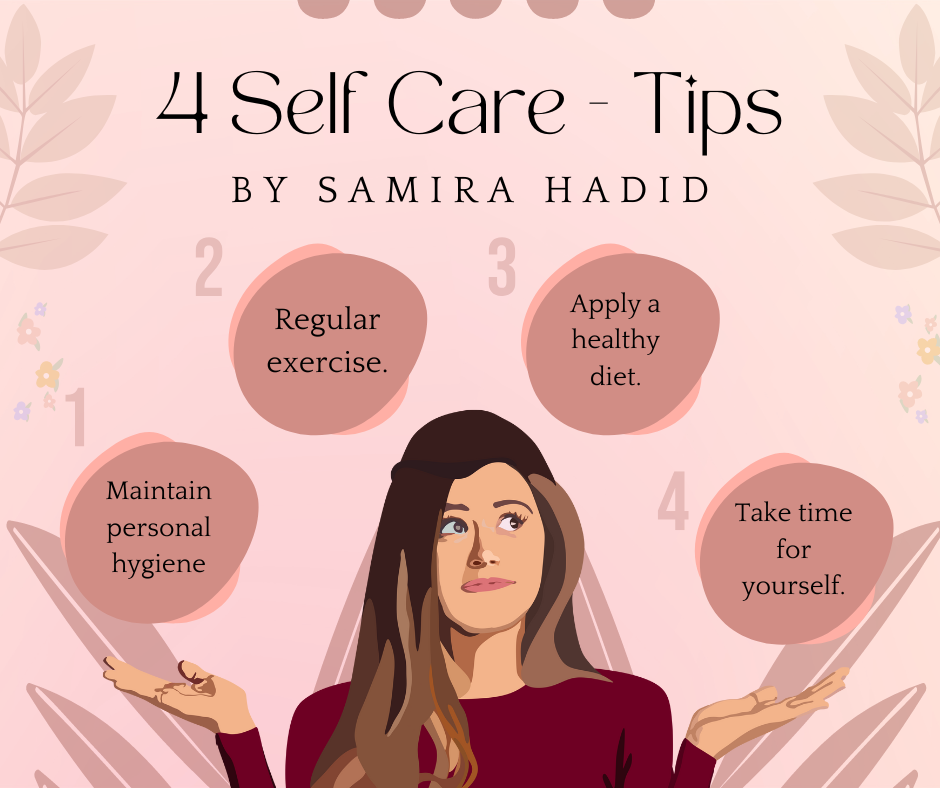 4 Self Care - Tips
BY SAMIRA HADID
1
Maintain
personal
hygiene
2
Regular
exercise.
3
Apply a
healthy
diet.
4
Take time
for
yourself.